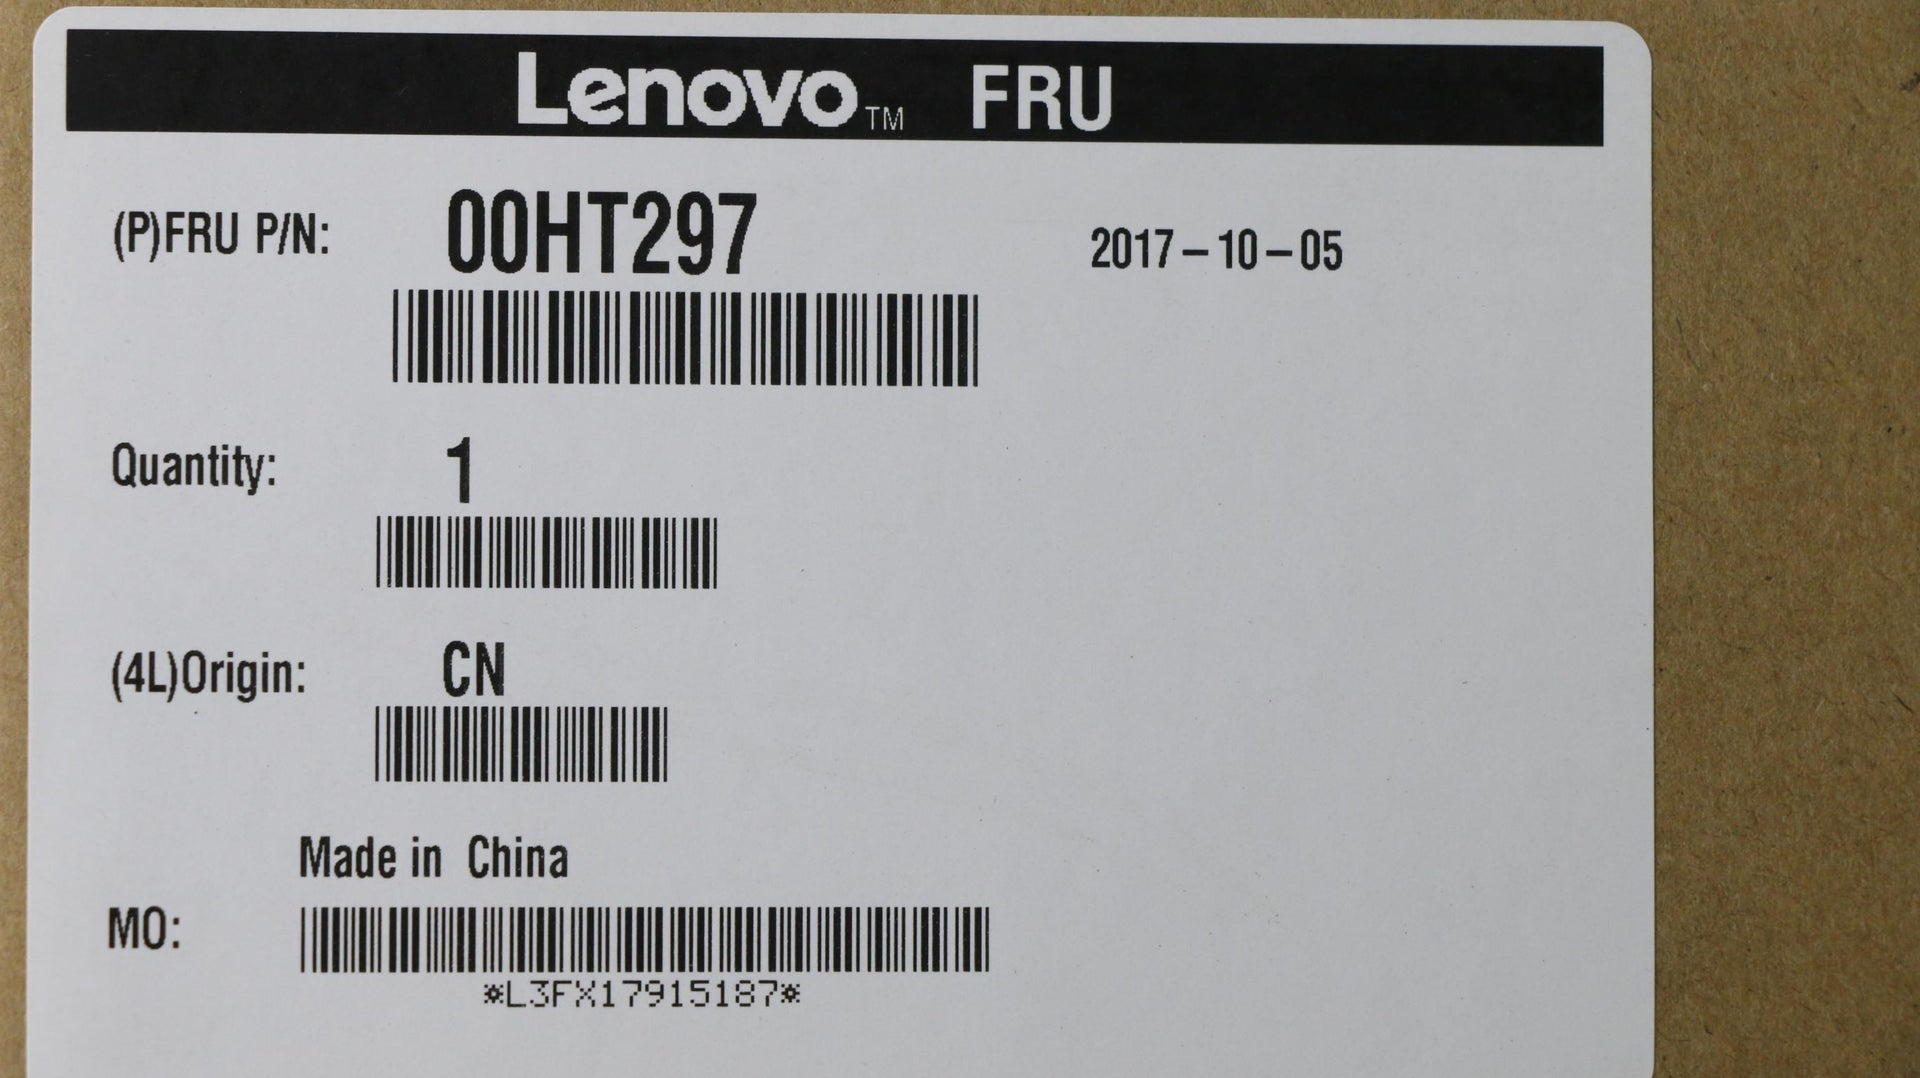 Lenovo™ FRU
(P)FRU P/N: 00HT297 2017-10-05
Quantity: 1
(4L)Origin: CN
Made in China
MO:
*L3FX17915187*